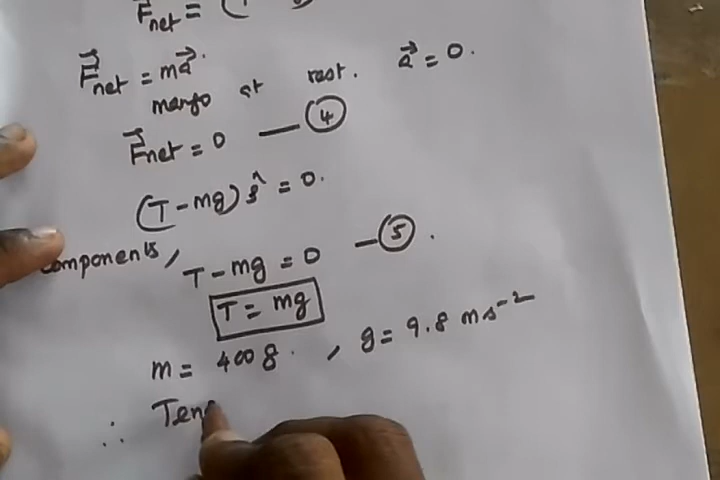 F⃗net =
F⃗net = ma⃗.
mango at rest. a⃗ = 0.
F⃗net = 0 — ④
(T - mg) ĵ = 0.
components,
T - mg = 0 — ⑤.
T = mg
m = 400 g. , g = 9.8 ms⁻²
∴ Ten